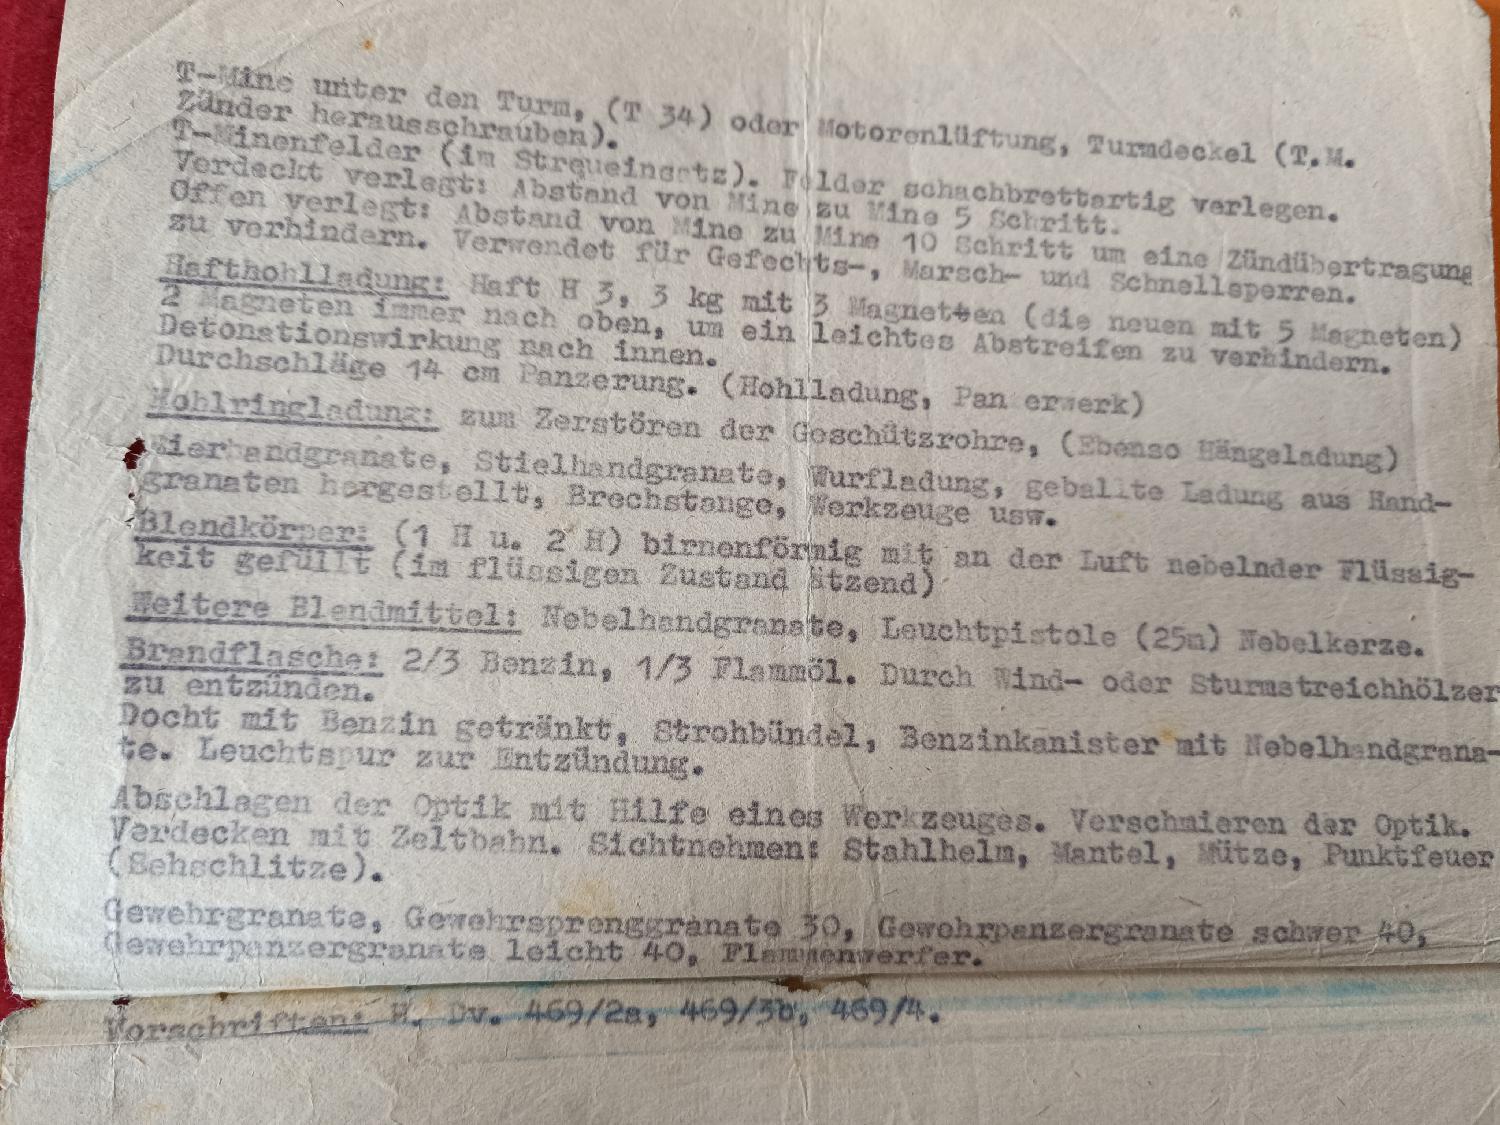 T-Mine unter den Turm, (T 34) oder Motorenlüftung, Turmdeckel (T.M.
Zünder herausschrauben).
T-Minenfelder (im Strqueinsatz). Felder schachbrettartig verlegen.
Verdeckt verlegt: Abstand von Mine zu Mine 5 Schritt.
Offen verlegt: Abstand von Mine zu Mine 10 Schritt um eine Zündübertragung
zu verhindern. Verwendet für Gefechts-, Marsch- und Schnellsperren.
Hafthohlladung: Haft H 3, 3 kg mit 3 Magneten (die neuen mit 5 Magneten)
2 Magneten immer nach oben, um ein leichtes Abstreifen zu verhindern.
Detonationswirkung nach innen.
Durchschläge 14 cm Panzerung. (Hohlladung, Pan erwerk)
Hohlringladung: zum Zerstören der Geschützrohre, (Ebenso Hängeladung)
Eierhandgranate, Stielhandgranate, Wurfladung, geballte Ladung aus Hand-
granaten hergestellt, Brechstange, Werkzeuge usw.
Blendkörper: (1 H u. 2 H) birnenförmig mit an der Luft nebelnder Flüssig-
keit gefüllt (im flüssigen Zustand ätzend)
Weitere Blendmittel: Nebelhandgranate, Leuchtpistole (25m) Nebelkerze.
Brandflasche: 2/3 Benzin, 1/3 Flammöl. Durch Wind- oder Sturmstreichhölzer
zu entzünden.
Docht mit Benzin getränkt, Strohbündel, Benzinkanister mit Nebelhandgrana-
te. Leuchtspur zur Entzündung.
Abschlagen der Optik mit Hilfe eines Werkzeuges. Verschmieren der Optik.
Verdecken mit Zeltbahn. Sichtnehmen: Stahlhelm, Mantel, Mütze, Punktfeuer
(Sehschlitze).
Gewehrgranate, Gewehrsprenggranate 30, Gewehrpanzergranate schwer 40,
Gewehrpanzergranate leicht 40, Flammenwerfer.
Vorschriften: H. Dv. 469/2a, 469/3b, 469/4.